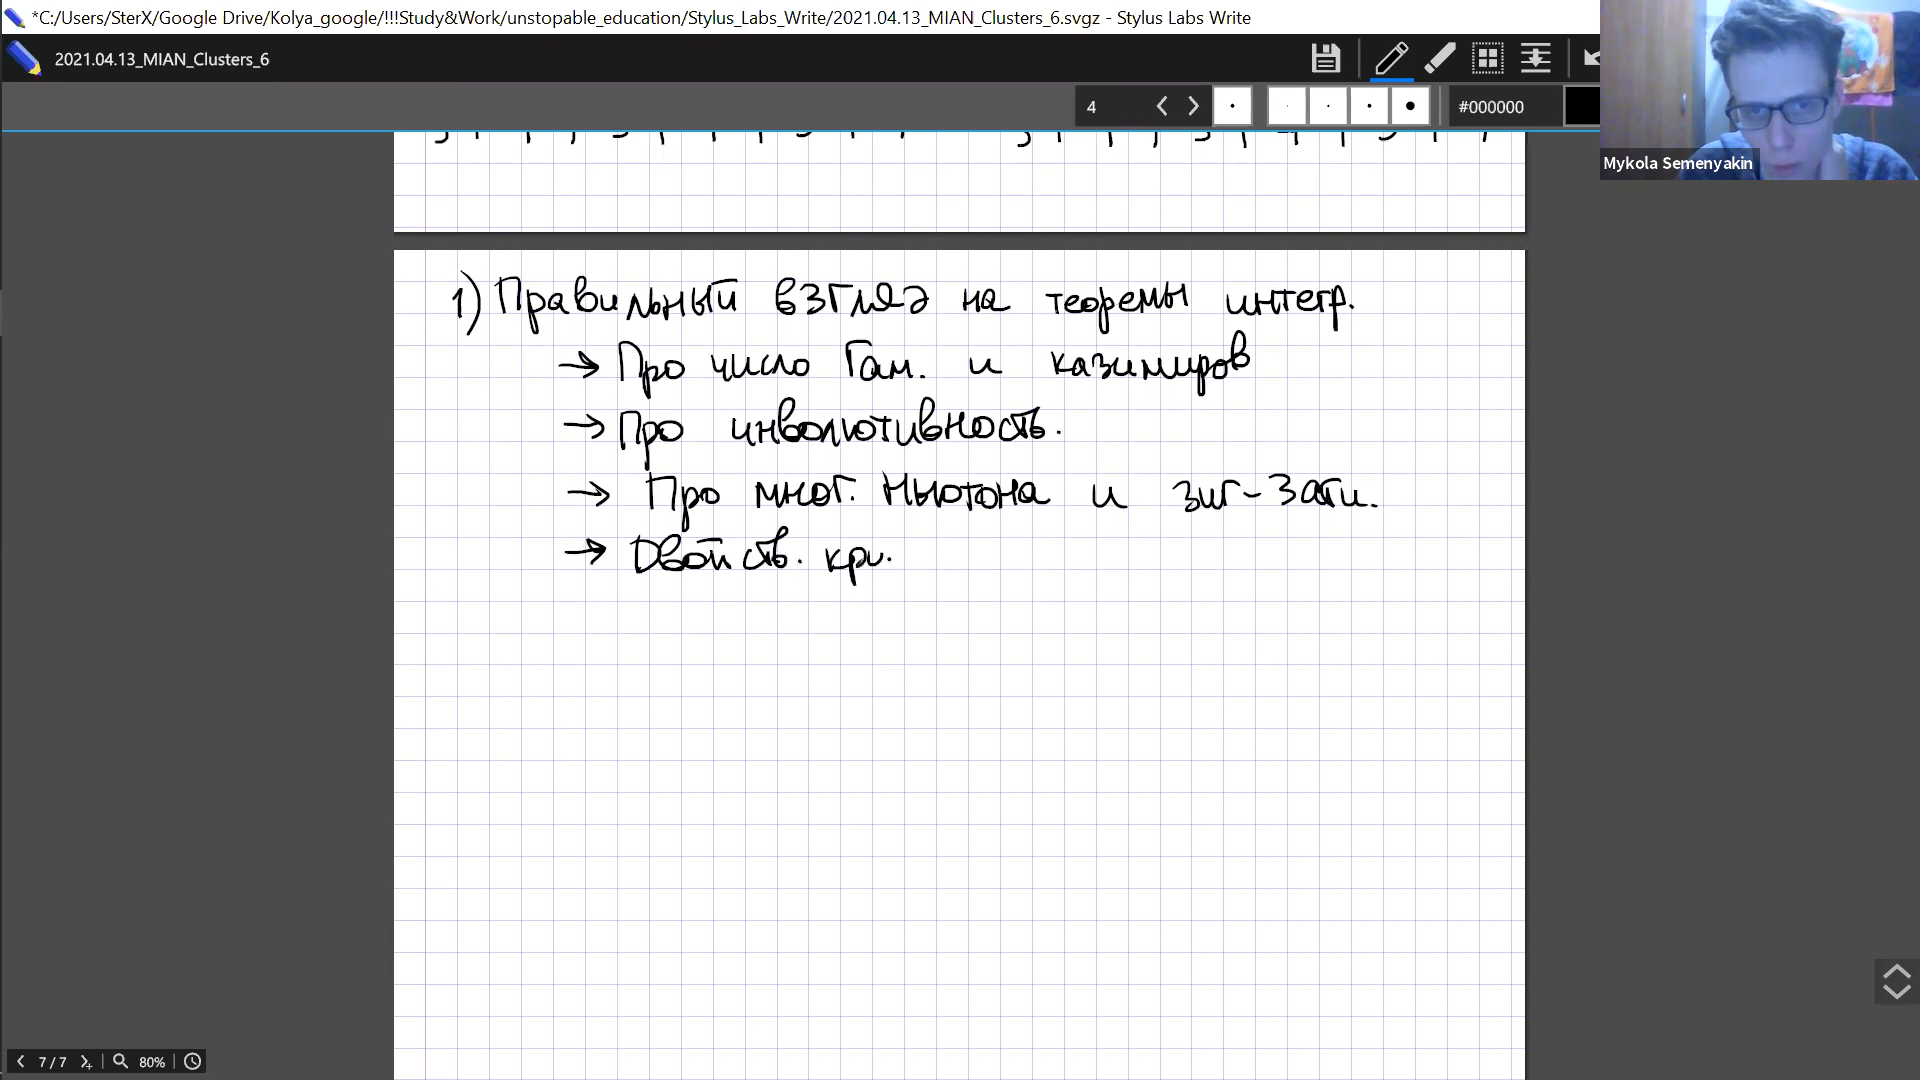 *C:/Users/SterX/Google Drive/Kolya_google/!!!Study&Work/unstopable_education/Stylus_Labs_Write/2021.04.13_MIAN_Clusters_6.svgz - Stylus Labs Write
2021.04.13_MIAN_Clusters_6
4
#000000
Mykola Semenyakin
1) Правильный взгляд на теоремы интегр.
→ Про число Гам. и казимиров
→ Про инволютивность.
→ Про мног. Ньютона и зиг-заги.
→ Двойств. кри.
7 / 7
80%